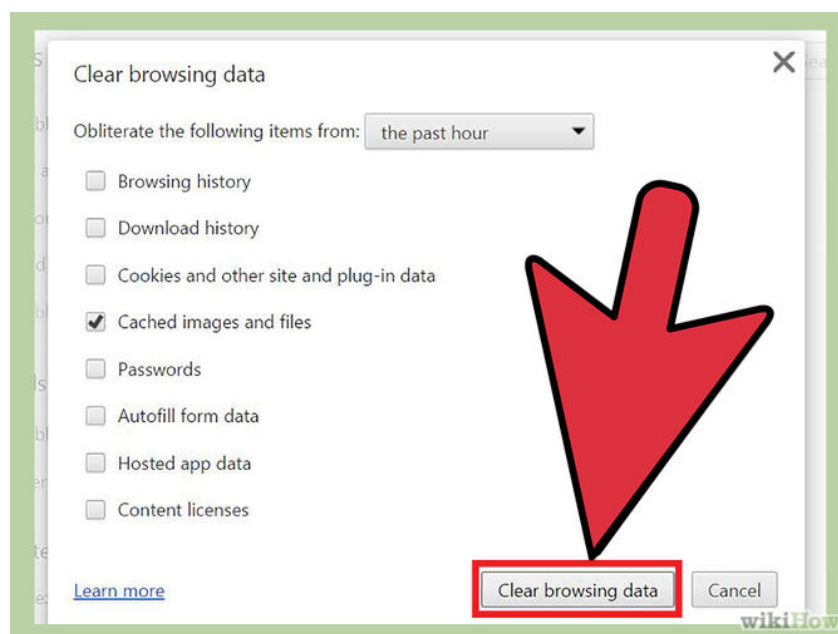 Clear browsing data
Obliterate the following items from: the past hour
Browsing history
Download history
Cookies and other site and plug-in data
Cached images and files
Passwords
Autofill form data
Hosted app data
Content licenses
Learn more
Clear browsing data
Cancel
wikiHow